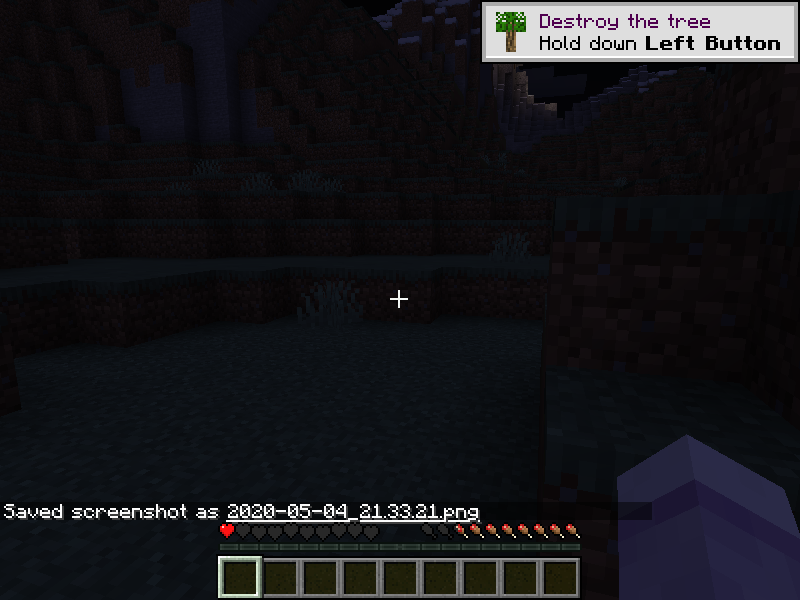 Destroy the tree
Hold down Left Button
Saved screenshot as 2020-05-04_21.33.21.png